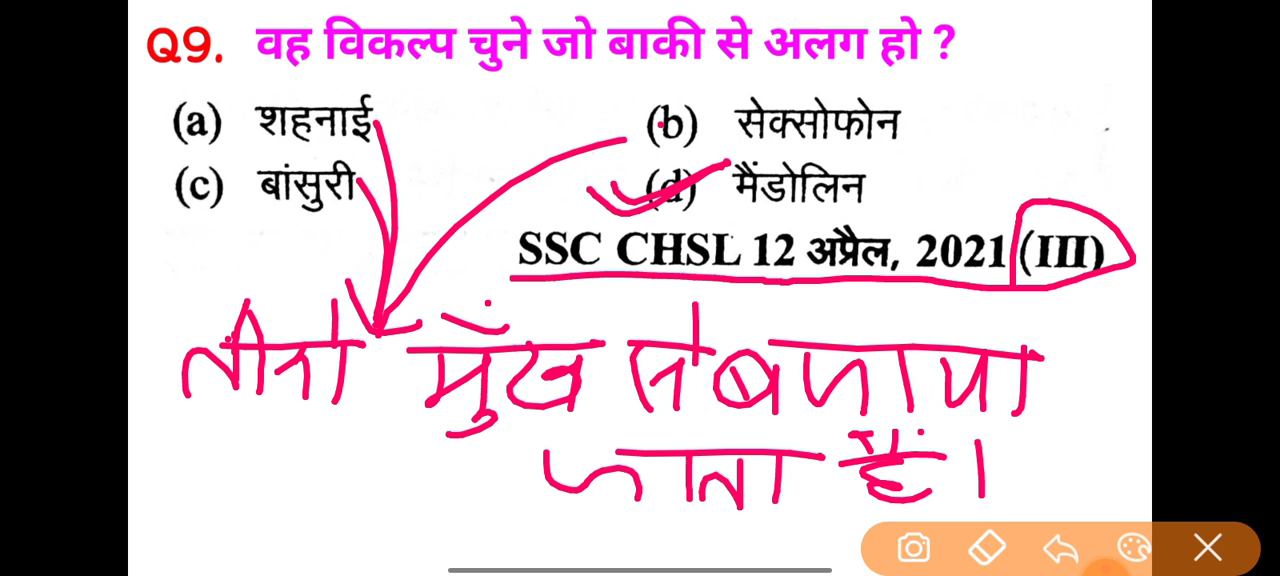 Q9. वह विकल्प चुने जो बाकी से अलग हो ?
(a) शहनाई (b) सेक्सोफोन
(c) बांसुरी (d) मैंडोलिन
SSC CHSL 12 अप्रैल, 2021 (III)
तीनो मुंख से बजाया
जाता हैं।